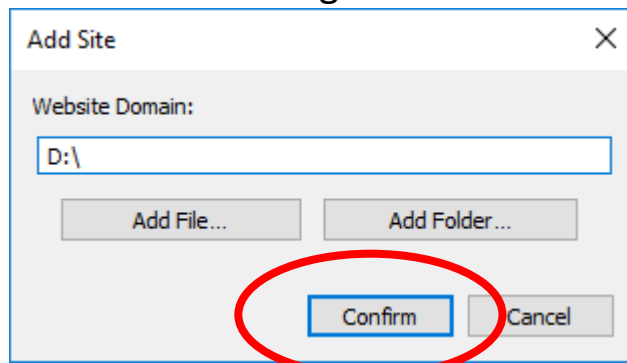 Add Site
Website Domain:
D:\
Add File... Add Folder...
Confirm Cancel